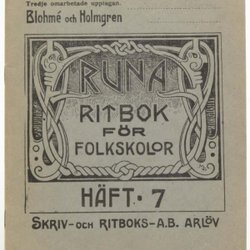 Tredje omarbetade upplagan.
Blohmé och Holmgren
RUNA
RITBOK
FÖR
FOLKSKOLOR
HÄFT. 7
SKRIV- OCH RITBOKS-A.B. ARLÖV